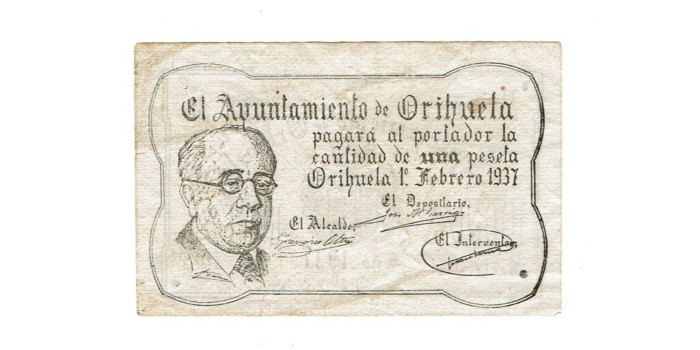 El Ayuntamiento de Orihuela
pagará al portador la
cantidad de una peseta
Orihuela 1º. Febrero 1937
El Depositario,
El Alcalde,
El Interventor,